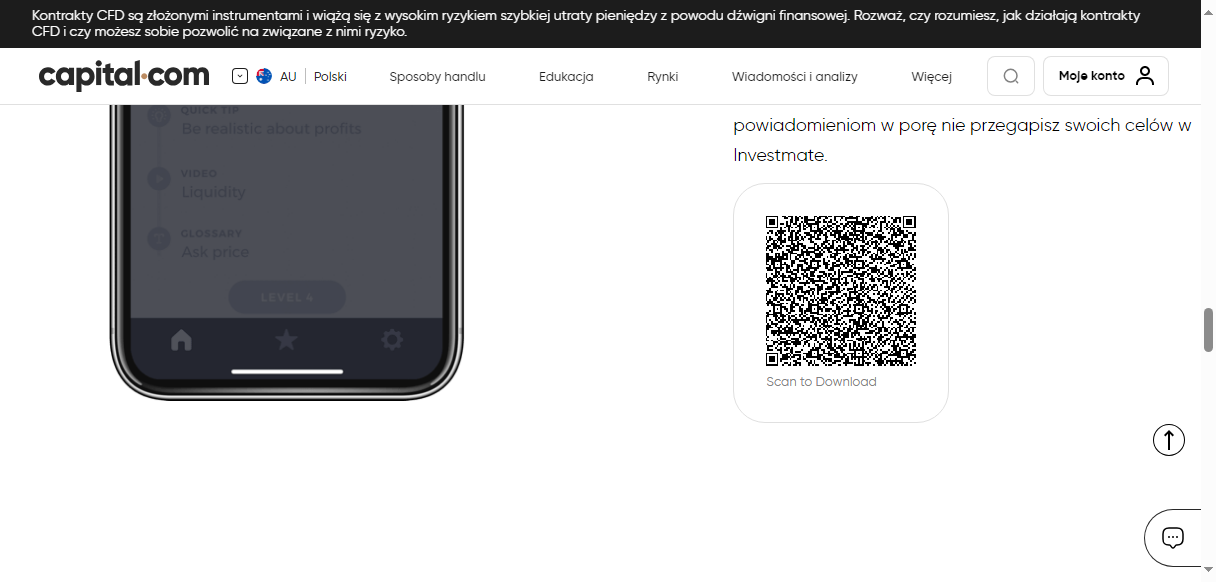 Kontrakty CFD są złożonymi instrumentami i wiążą się z wysokim ryzykiem szybkiej utraty pieniędzy z powodu dźwigni finansowej. Rozważ, czy rozumiesz, jak działają kontrakty
CFD i czy możesz sobie pozwolić na związane z nimi ryzyko.
capital.com AU Polski Sposoby handlu Edukacja Rynki Wiadomości i analizy Więcej Moje konto
QUICK TIP
Be realistic about profits
VIDEO
Liquidity
GLOSSARY
Ask price
LEVEL 4
powiadomieniom w porę nie przegapisz swoich celów w
Investmate.
Scan to Download